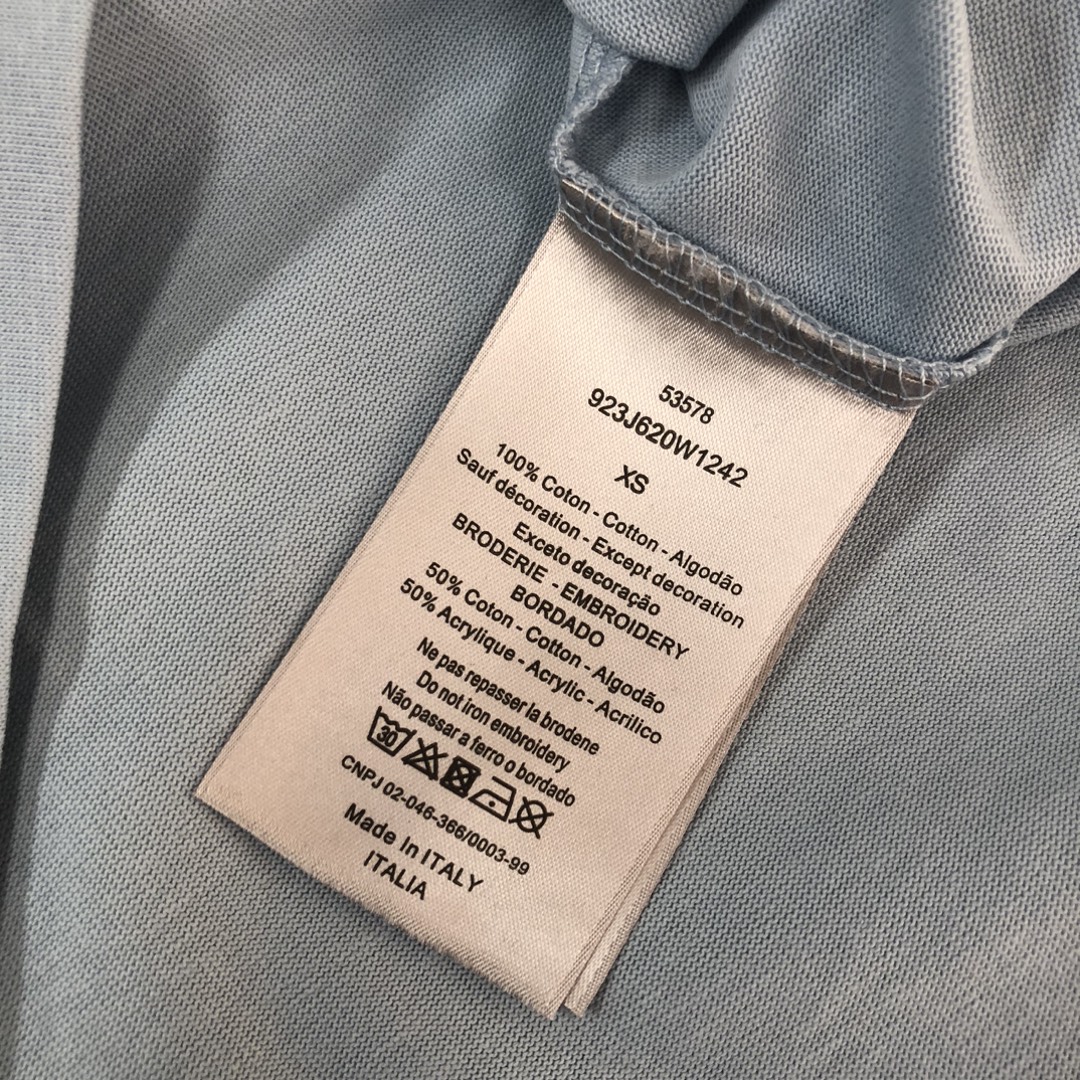 53578
923J620W1242
XS
100% Coton - Cotton - Algodão
Sauf décoration - Except decoration
Exceto decoração
BRODERIE - EMBROIDERY
BORDADO
50% Coton - Cotton - Algodão
50% Acrylique - Acrylic - Acrilico
Ne pas repasser la brodene
Do not iron embroidery
Não passar a ferro o bordado
30
CNPJ 02-046-366/0003-99
Made In ITALY
ITALIA